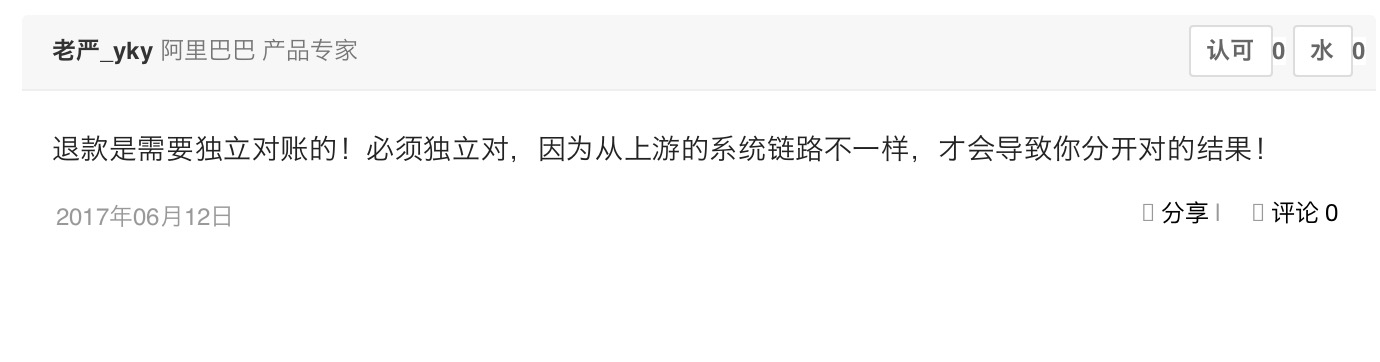 老严_yky 阿里巴巴 产品专家 认可 0 水 0
退款是需要独立对账的！必须独立对，因为从上游的系统链路不一样，才会导致你分开对的结果！
2017年06月12日 分享 | 评论 0